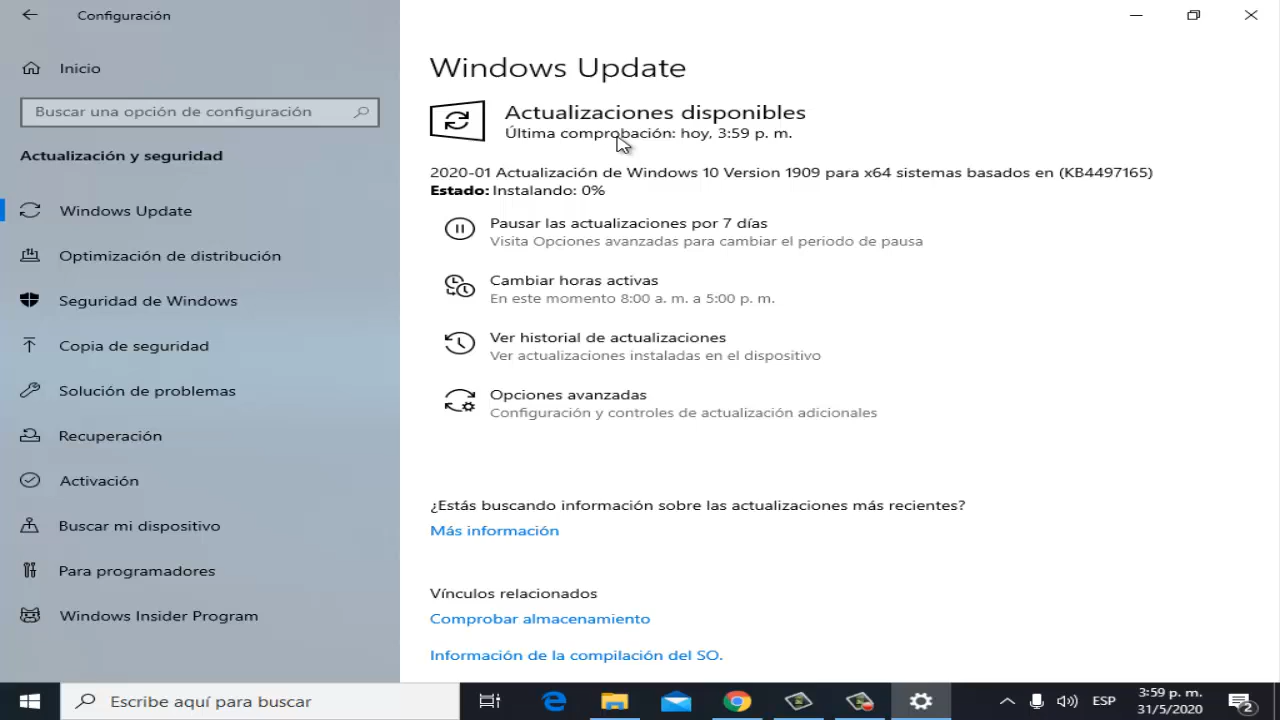 Configuración
Inicio
Buscar una opción de configuración
Actualización y seguridad
Windows Update
Optimización de distribución
Seguridad de Windows
Copia de seguridad
Solución de problemas
Recuperación
Activación
Buscar mi dispositivo
Para programadores
Windows Insider Program
Windows Update
Actualizaciones disponibles
Última comprobación: hoy, 3:59 p. m.
2020-01 Actualización de Windows 10 Version 1909 para x64 sistemas basados en (KB4497165)
Estado: Instalando: 0%
Pausar las actualizaciones por 7 días
Visita Opciones avanzadas para cambiar el periodo de pausa
Cambiar horas activas
En este momento 8:00 a. m. a 5:00 p. m.
Ver historial de actualizaciones
Ver actualizaciones instaladas en el dispositivo
Opciones avanzadas
Configuración y controles de actualización adicionales
¿Estás buscando información sobre las actualizaciones más recientes?
Más información
Vínculos relacionados
Comprobar almacenamiento
Información de la compilación del SO.
Escribe aquí para buscar
ESP
3:59 p. m.
31/5/2020
2